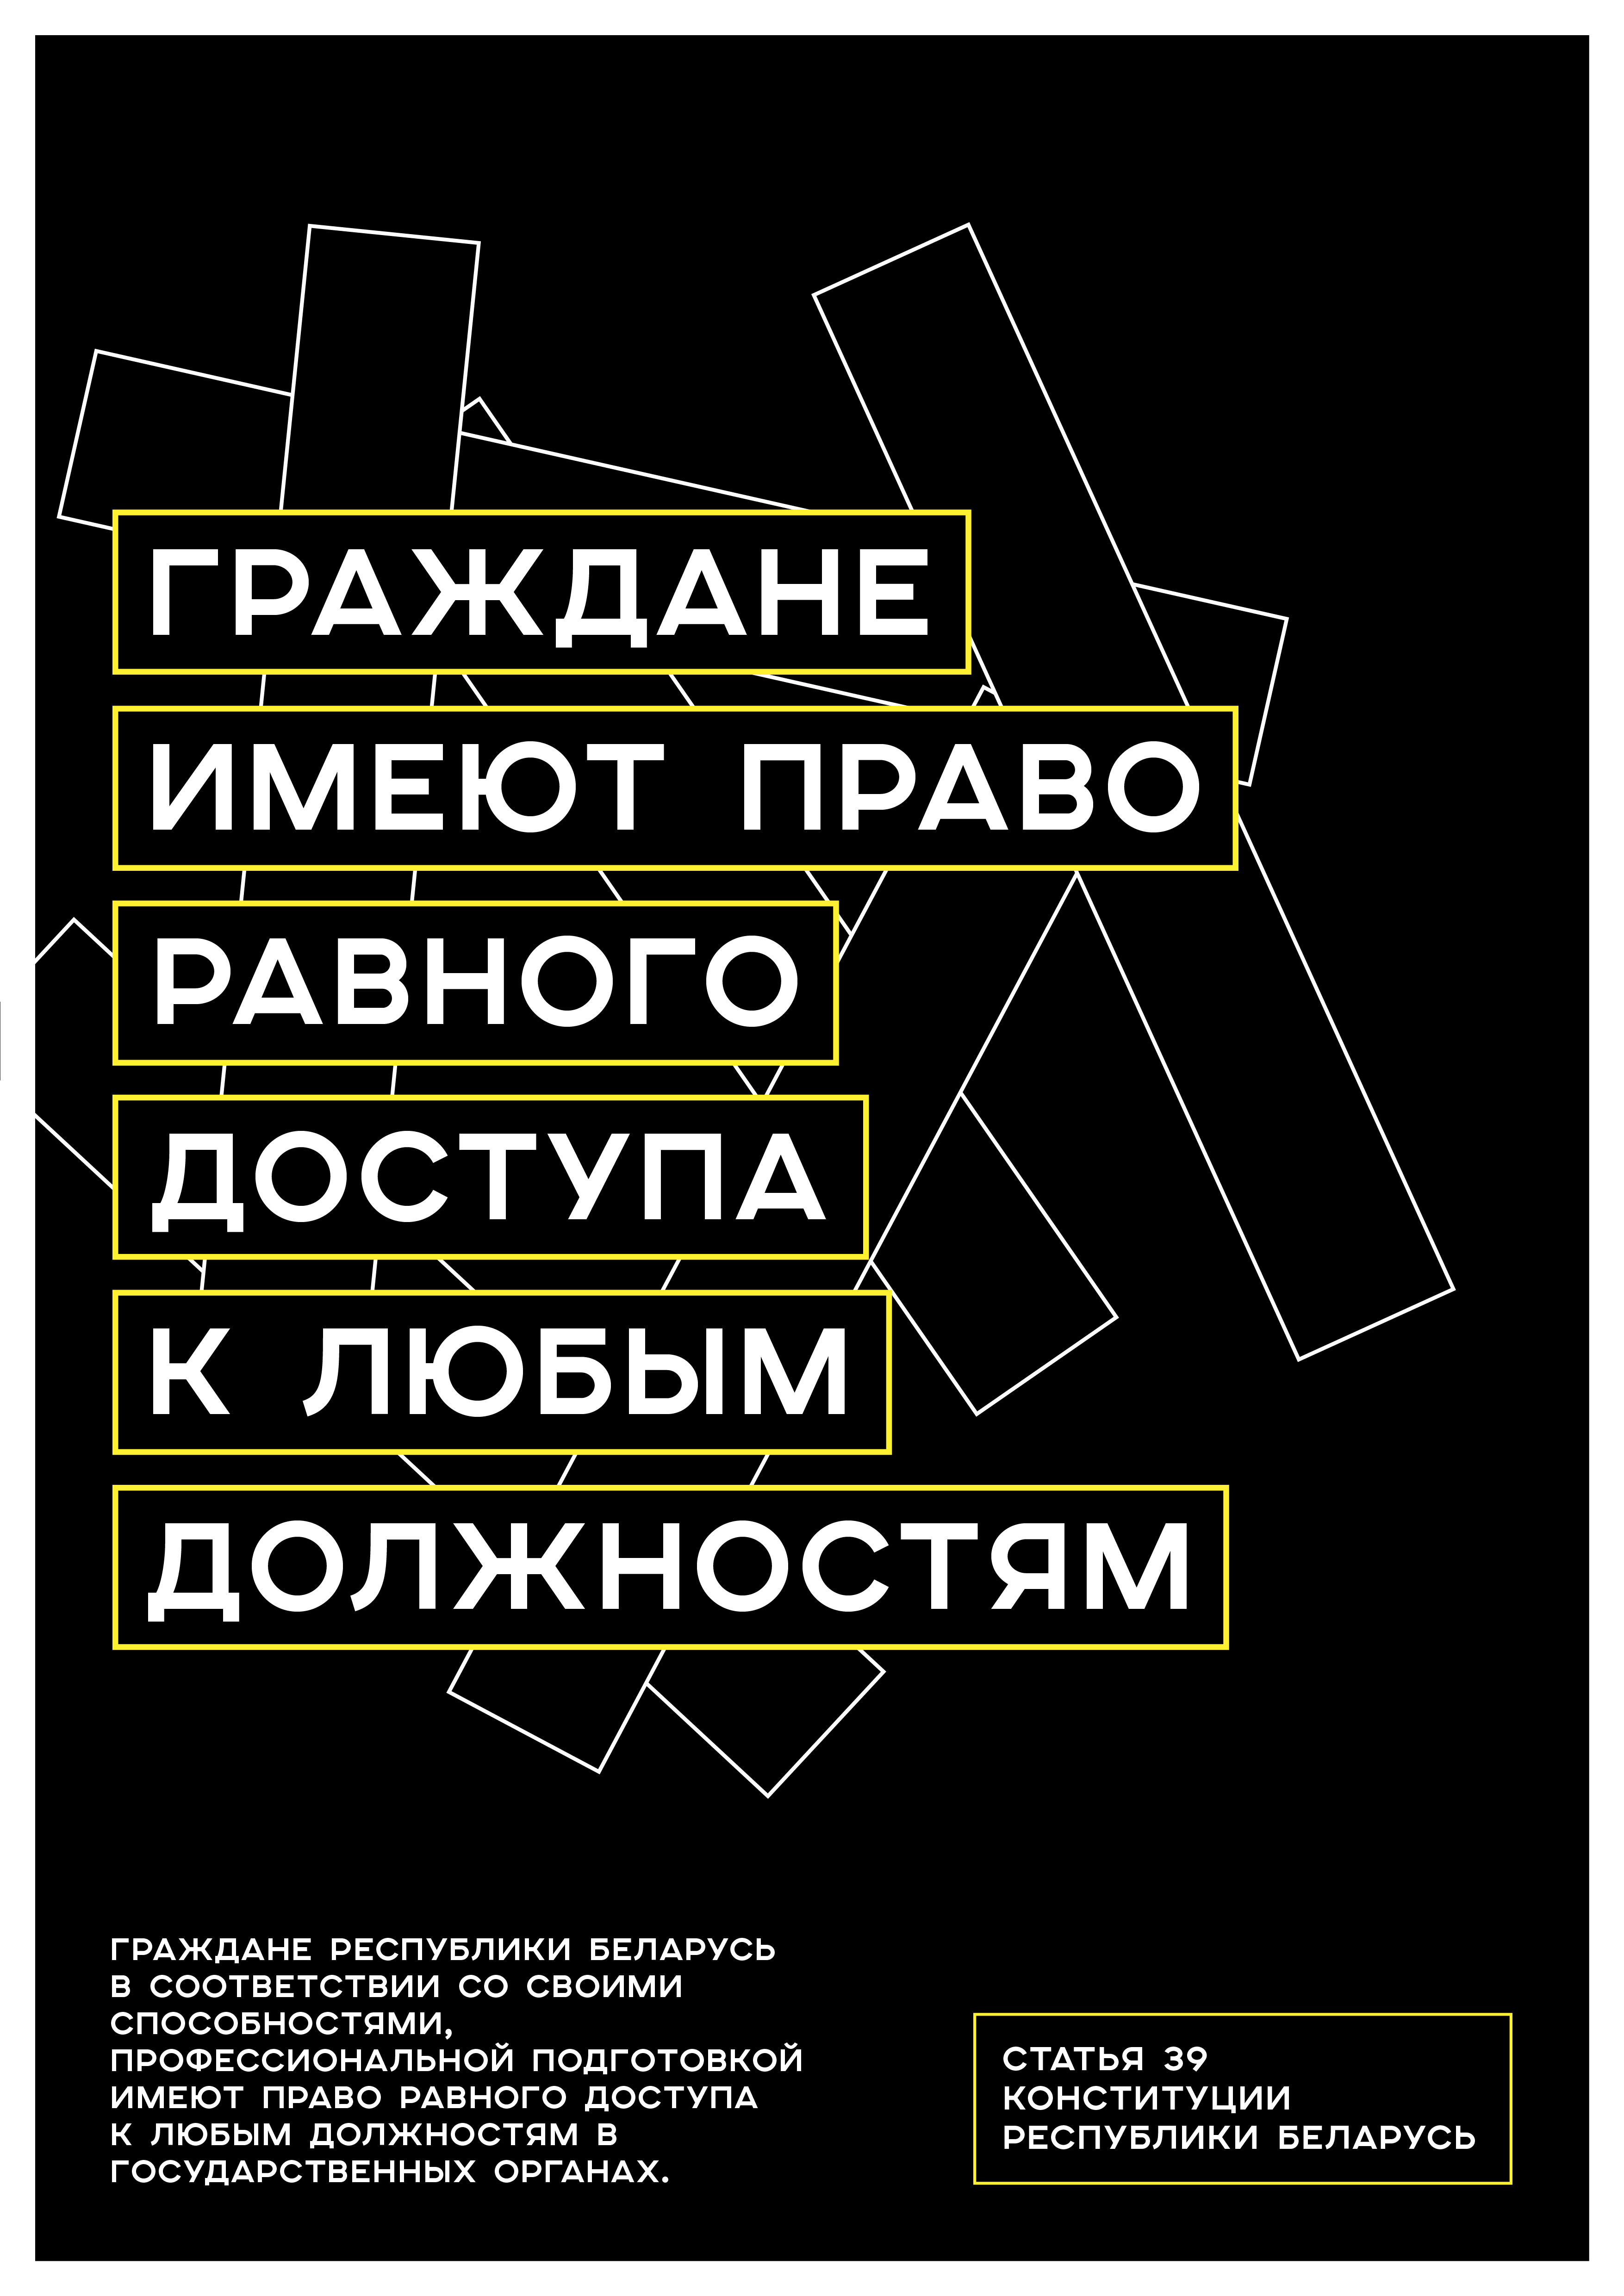 ГРАЖДАНЕ
ИМЕЮТ ПРАВО
РАВНОГО
ДОСТУПА
К ЛЮБЫМ
ДОЛЖНОСТЯМ
ГРАЖДАНЕ РЕСПУБЛИКИ БЕЛАРУСЬ
В СООТВЕТСТВИИ СО СВОИМИ
СПОСОБНОСТЯМИ,
ПРОФЕССИОНАЛЬНОЙ ПОДГОТОВКОЙ
ИМЕЮТ ПРАВО РАВНОГО ДОСТУПА
К ЛЮБЫМ ДОЛЖНОСТЯМ В
ГОСУДАРСТВЕННЫХ ОРГАНАХ.
СТАТЬЯ 39
КОНСТИТУЦИИ
РЕСПУБЛИКИ БЕЛАРУСЬ